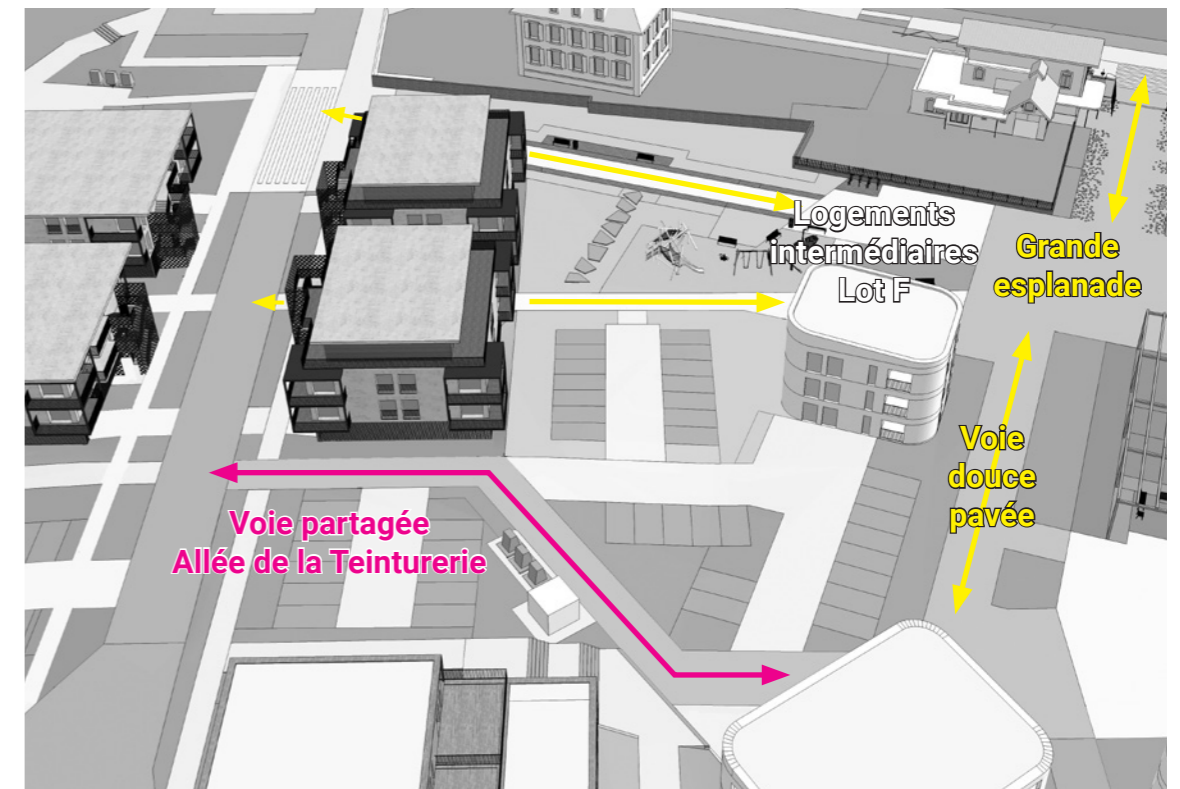 Logements
intermédiaires
Lot F
Grande
esplanade
Voie
douce
pavée
Voie partagée
Allée de la Teinturerie